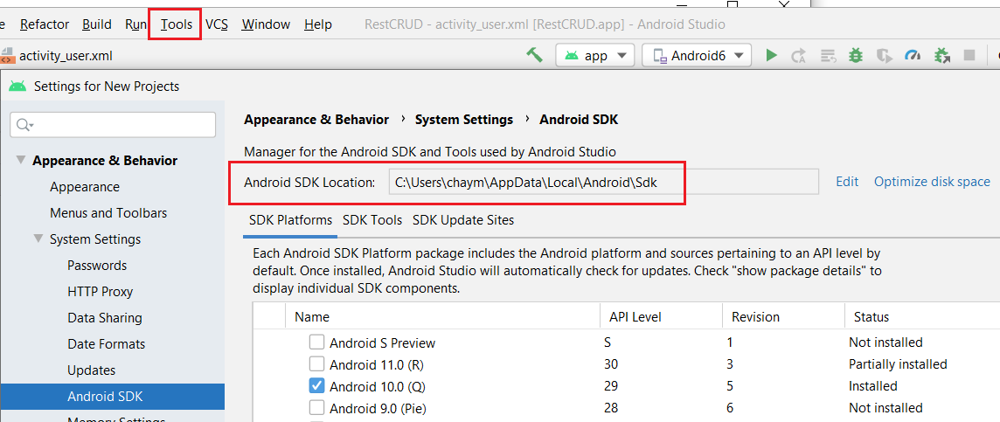 Refactor Build Run Tools VCS Window Help RestCRUD - activity_user.xml [RestCRUD.app] - Android Studio
activity_user.xml app Android6
Settings for New Projects
Appearance & Behavior › System Settings › Android SDK
Manager for the Android SDK and Tools used by Android Studio
Appearance & Behavior
Android SDK Location: C:\Users\chaym\AppData\Local\Android\Sdk Edit Optimize disk space
Appearance
Menus and Toolbars
SDK Platforms SDK Tools SDK Update Sites
System Settings
Each Android SDK Platform package includes the Android platform and sources pertaining to an API level by
default. Once installed, Android Studio will automatically check for updates. Check "show package details" to
display individual SDK components.
Passwords
HTTP Proxy
Data Sharing
Date Formats
Updates
Android SDK
Memory Settings
Name API Level Revision Status
Android S Preview S 1 Not installed
Android 11.0 (R) 30 3 Partially installed
Android 10.0 (Q) 29 5 Installed
Android 9.0 (Pie) 28 6 Not installed